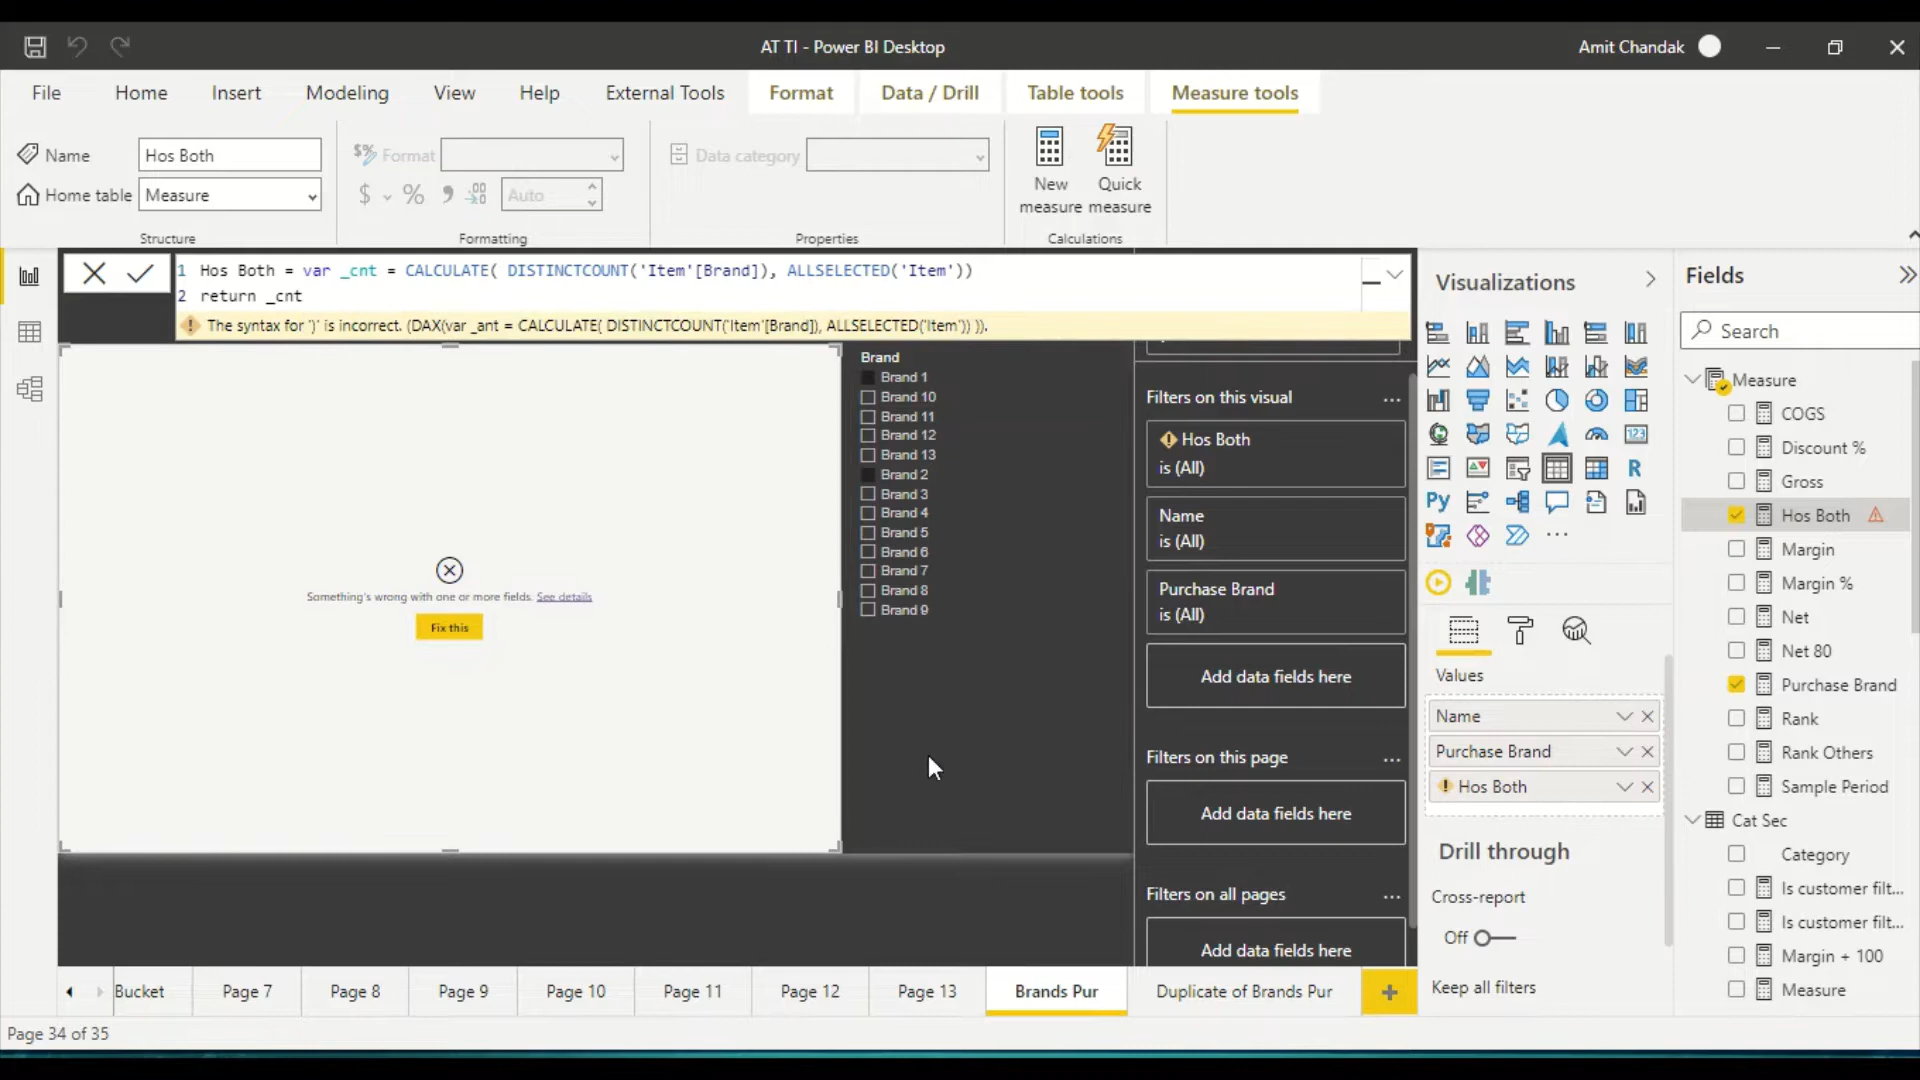 AT TI - Power BI Desktop
Amit Chandak
File Home Insert Modeling View Help External Tools Format Data / Drill Table tools Measure tools
Name Hos Both
Home table Measure
Structure
Format
$ % Auto
Formatting
Data category
Properties
New measure
Quick measure
Calculations
1 Hos Both = var _cnt = CALCULATE( DISTINCTCOUNT('Item'[Brand]), ALLSELECTED('Item'))
2 return _cnt
The syntax for ')' is incorrect. (DAX(var _ant = CALCULATE( DISTINCTCOUNT('Item'[Brand]), ALLSELECTED('Item')) )).
Something's wrong with one or more fields. See details
Fix this
Brand
Brand 1
Brand 10
Brand 11
Brand 12
Brand 13
Brand 2
Brand 3
Brand 4
Brand 5
Brand 6
Brand 7
Brand 8
Brand 9
Filters on this visual ...
Hos Both
is (All)
Name
is (All)
Purchase Brand
is (All)
Add data fields here
Filters on this page ...
Add data fields here
Filters on all pages ...
Add data fields here
Visualizations
123
R
Py
...
Values
Name
Purchase Brand
Hos Both
Drill through
Cross-report
Off
Keep all filters
Fields
Search
Measure
COGS
Discount %
Gross
Hos Both
Margin
Margin %
Net
Net 80
Purchase Brand
Rank
Rank Others
Sample Period
Cat Sec
Category
Is customer filt...
Is customer filt...
Margin + 100
Measure
Bucket Page 7 Page 8 Page 9 Page 10 Page 11 Page 12 Page 13 Brands Pur Duplicate of Brands Pur +
Page 34 of 35